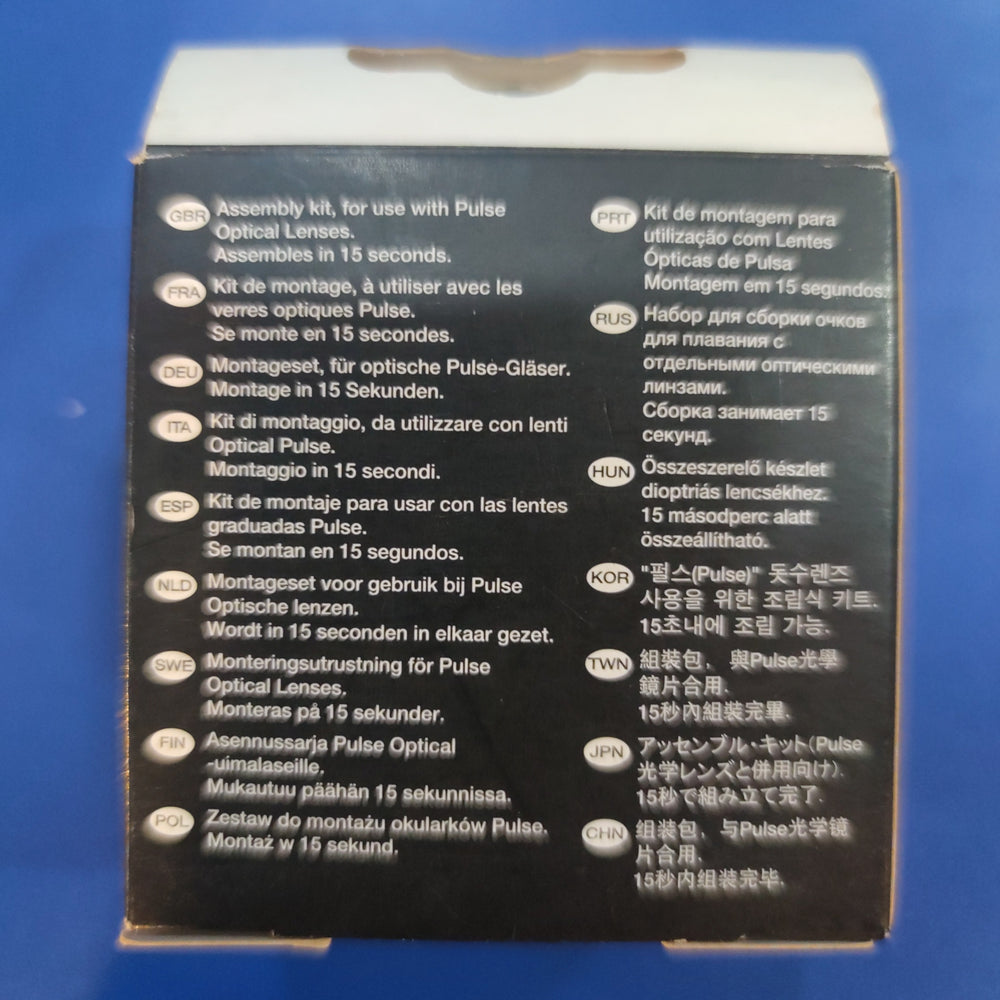 GBR Assembly kit, for use with Pulse
Optical Lenses.
Assembles in 15 seconds.
FRA Kit de montage, à utiliser avec les
verres optiques Pulse.
Se monte en 15 secondes.
DEU Montageset, für optische Pulse-Gläser.
Montage in 15 Sekunden.
ITA Kit di montaggio, da utilizzare con lenti
Optical Pulse.
Montaggio in 15 secondi.
ESP Kit de montaje para usar con las lentes
graduadas Pulse.
Se montan en 15 segundos.
NLD Montageset voor gebruik bij Pulse
Optische lenzen.
Wordt in 15 seconden in elkaar gezet.
SWE Monteringsutrustning för Pulse
Optical Lenses.
Monteras på 15 sekunder.
FIN Asennussarja Pulse Optical
-uimalaseille.
Mukautuu päähän 15 sekunnissa.
POL Zestaw do montażu okularków Pulse.
Montaż w 15 sekund.
PRT Kit de montagem para
utilização com Lentes
Ópticas de Pulsa
Montagem em 15 segundos.
RUS Набор для сборки очков
для плавания с
отдельными оптическими
линзами.
Сборка занимает 15
секунд.
HUN Összeszerelő készlet
dioptriás lencsékhez.
15 másodperc alatt
összeállítható.
KOR "펄스(Pulse)" 돗수렌즈
사용을 위한 조립식 키트.
15초내에 조립 가능.
TWN 組裝包，與Pulse光學
鏡片合用.
15秒內組裝完畢.
JPN アッセンブル・キット(Pulse
光学レンズと併用向け).
15秒で組み立て完了.
CHN 组装包，与Pulse光学镜
片合用.
15秒内组装完毕.